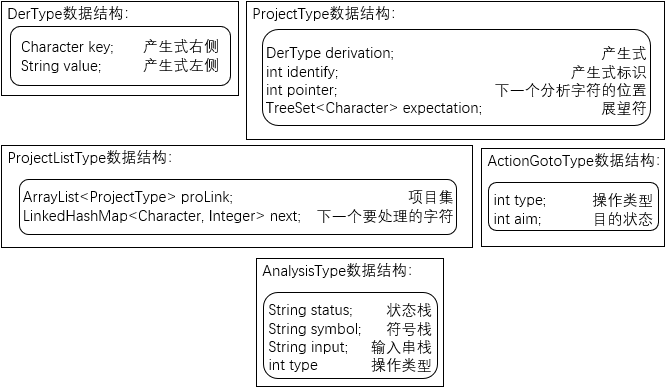 DerType数据结构：
Character key; 产生式右侧
String value; 产生式左侧
ProjectType数据结构：
DerType derivation; 产生式
int identify; 产生式标识
int pointer; 下一个分析字符的位置
TreeSet<Character> expectation; 展望符
ProjectListType数据结构：
ArrayList<ProjectType> proLink; 项目集
LinkedHashMap<Character, Integer> next; 下一个要处理的字符
ActionGotoType数据结构：
int type; 操作类型
int aim; 目的状态
AnalysisType数据结构：
String status; 状态栈
String symbol; 符号栈
String input; 输入串栈
int type 操作类型